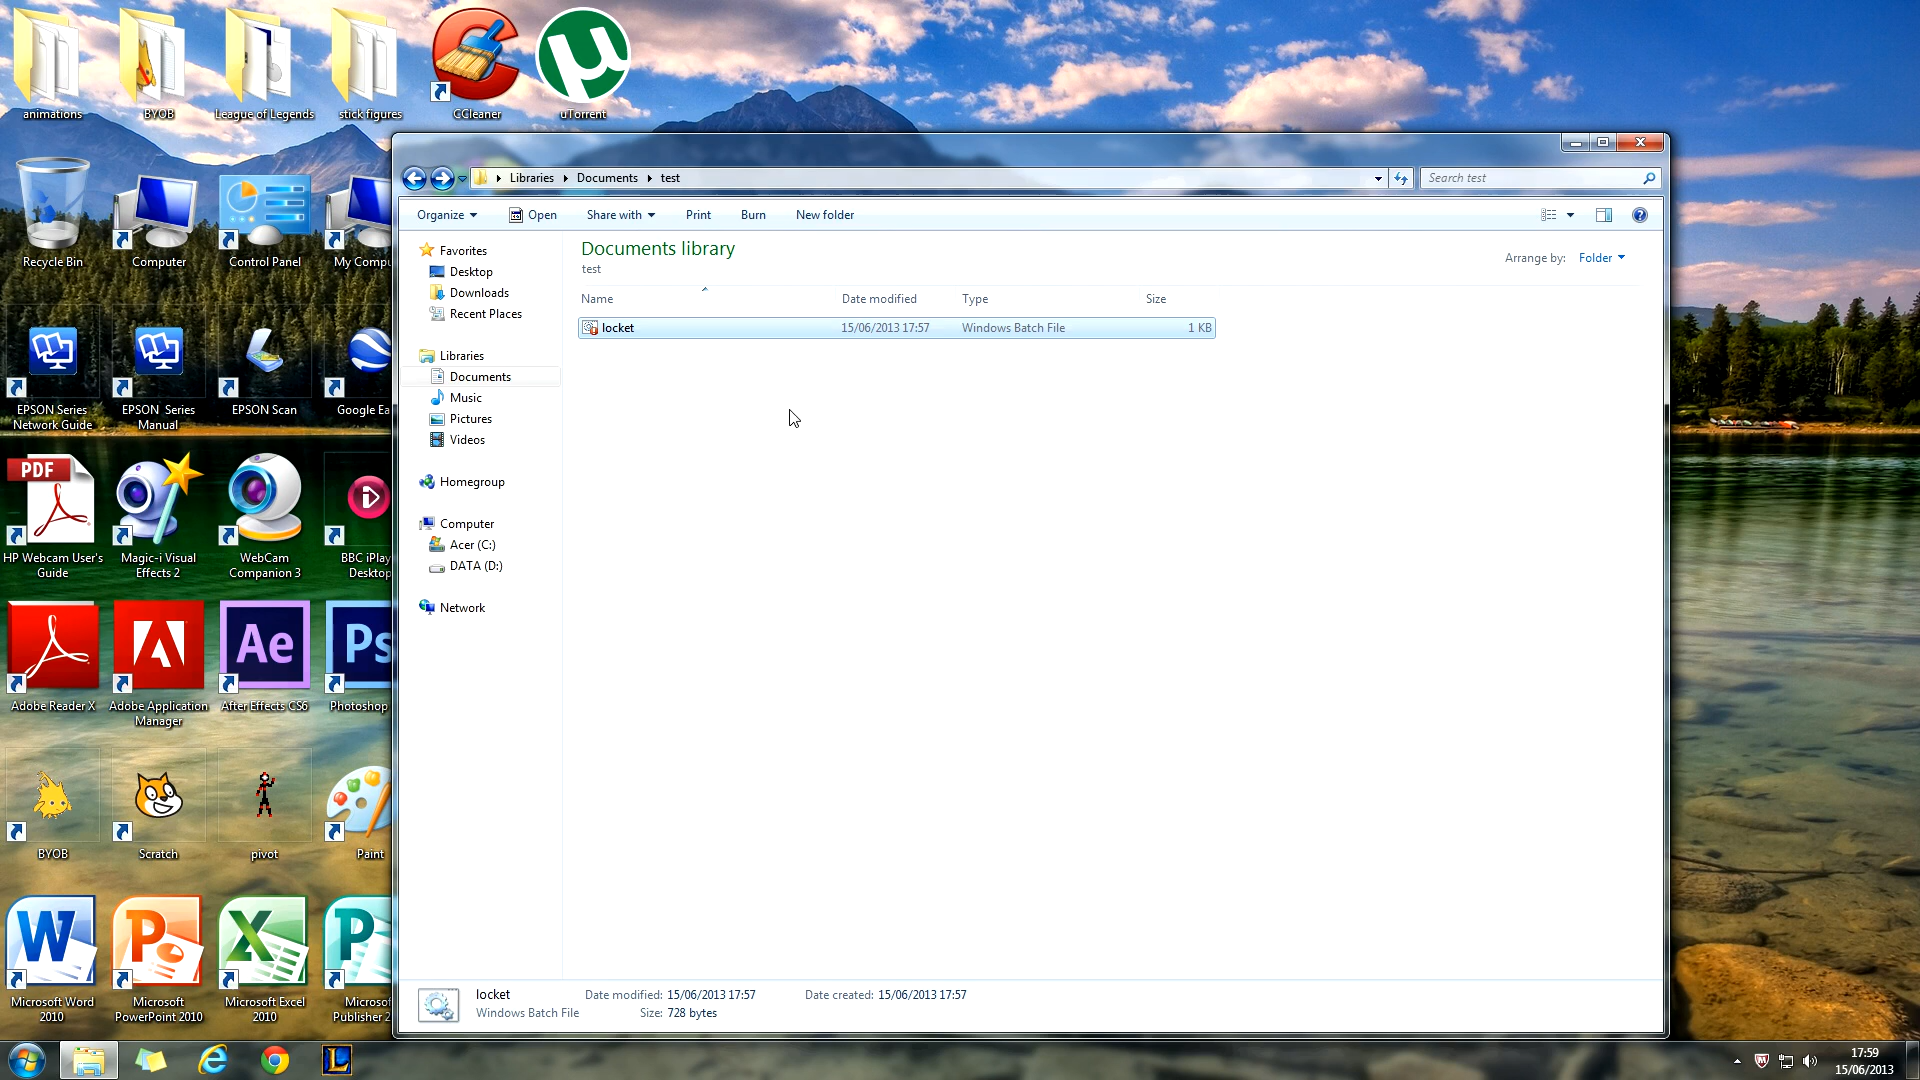 animations
BYOB
League of Legends
stick figures
CCleaner
µ
uTorrent
Recycle Bin
Computer
Control Panel
My Compu
EPSON Series
Network Guide
EPSON Series
Manual
EPSON Scan
Google Ea
PDF
HP Webcam User's
Guide
Magic-i Visual
Effects 2
WebCam
Companion 3
BBC iPlay
Desktop
Ae
Ps
Adobe Reader X
Adobe Application
Manager
After Effects CS6
Photoshop
BYOB
Scratch
pivot
Paint
W
P
X
P
Microsoft Word
2010
Microsoft
PowerPoint 2010
Microsoft Excel
2010
Microsof
Publisher 2
Libraries
Documents
test
Search test
Organize
Open
Share with
Print
Burn
New folder
Favorites
Desktop
Downloads
Recent Places
Libraries
Documents
Music
Pictures
Videos
Homegroup
Computer
Acer (C:)
DATA (D:)
Network
Documents library
test
Arrange by: Folder
Name Date modified Type Size
locket 15/06/2013 17:57 Windows Batch File 1 KB
locket Date modified: 15/06/2013 17:57 Date created: 15/06/2013 17:57
Windows Batch File Size: 728 bytes
L
17:59
15/06/2013